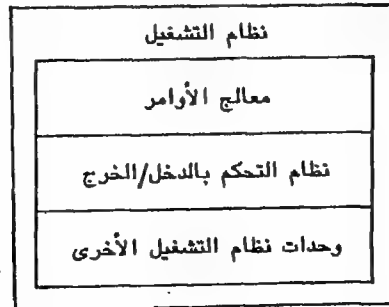 نظام التشغيل
معالج الأوامر
نظام التحكم بالدخل/الخرج
وحدات نظام التشغيل الأخرى